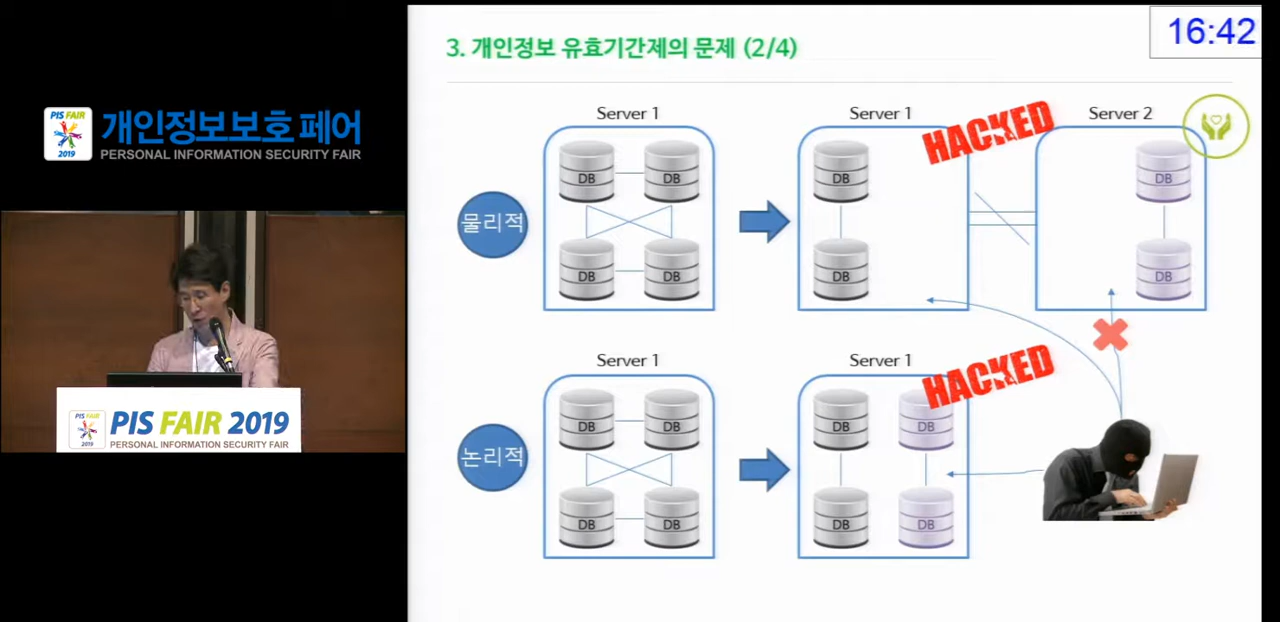 PIS FAIR
2019
개인정보보호 페어
PERSONAL INFORMATION SECURITY FAIR
PIS FAIR
2019
PIS FAIR 2019
PERSONAL INFORMATION SECURITY FAIR
16:42
3. 개인정보 유효기간제의 문제 (2/4)
물리적
Server 1
DB DB
DB DB
Server 1
HACKED
DB
DB
Server 2
DB
DB
논리적
Server 1
DB DB
DB DB
Server 1
HACKED
DB DB
DB DB